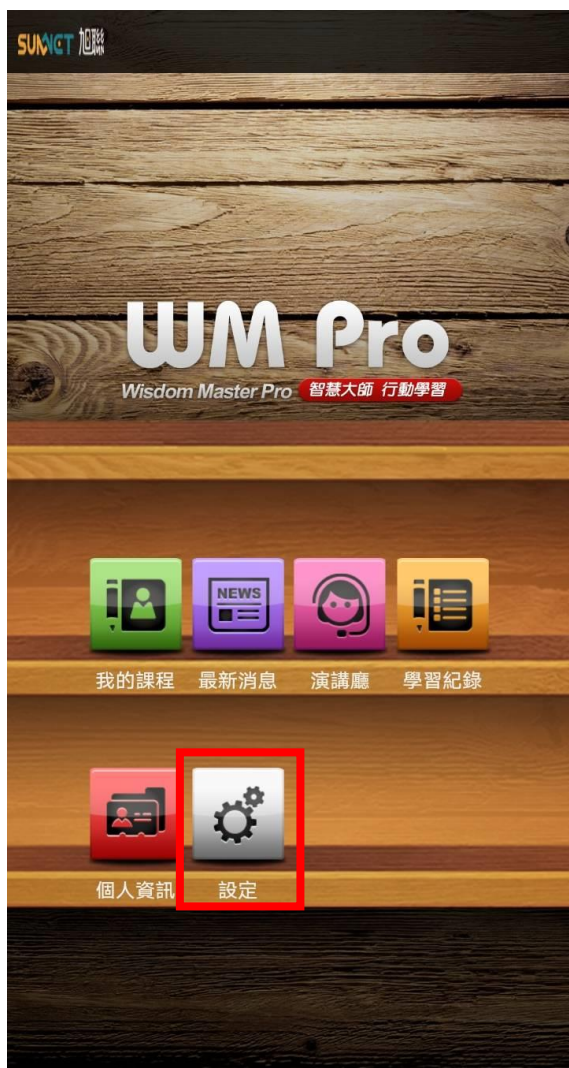 SUNNET 旭聯
WM Pro
Wisdom Master Pro 智慧大師 行動學習
NEWS
我的課程 最新消息 演講廳 學習紀錄
個人資訊 設定